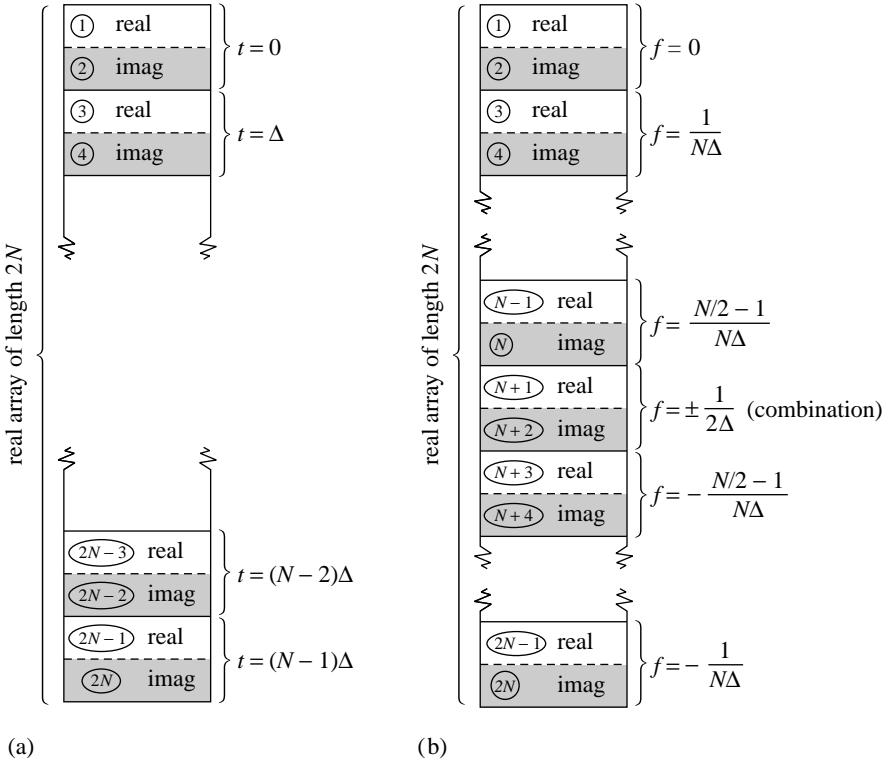 real array of length 2N
1 real
2 imag
t = 0
3 real
4 imag
t = Δ
2N − 3 real
2N − 2 imag
t = (N − 2)Δ
2N − 1 real
2N imag
t = (N − 1)Δ
(a)
real array of length 2N
1 real
2 imag
f = 0
3 real
4 imag
f = 1/NΔ
N − 1 real
N imag
f = N/2 − 1/NΔ
N + 1 real
N + 2 imag
f = ± 1/2Δ (combination)
N + 3 real
N + 4 imag
f = − N/2 − 1/NΔ
2N − 1 real
2N imag
f = − 1/NΔ
(b)